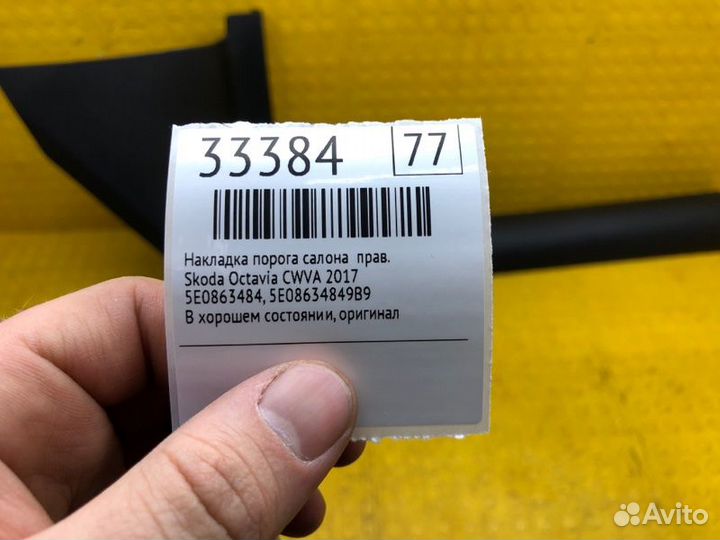 33384 77
Накладка порога салона прав.
Skoda Octavia CWVA 2017
5E0863484, 5E08634849B9
В хорошем состоянии, оригинал
Avito